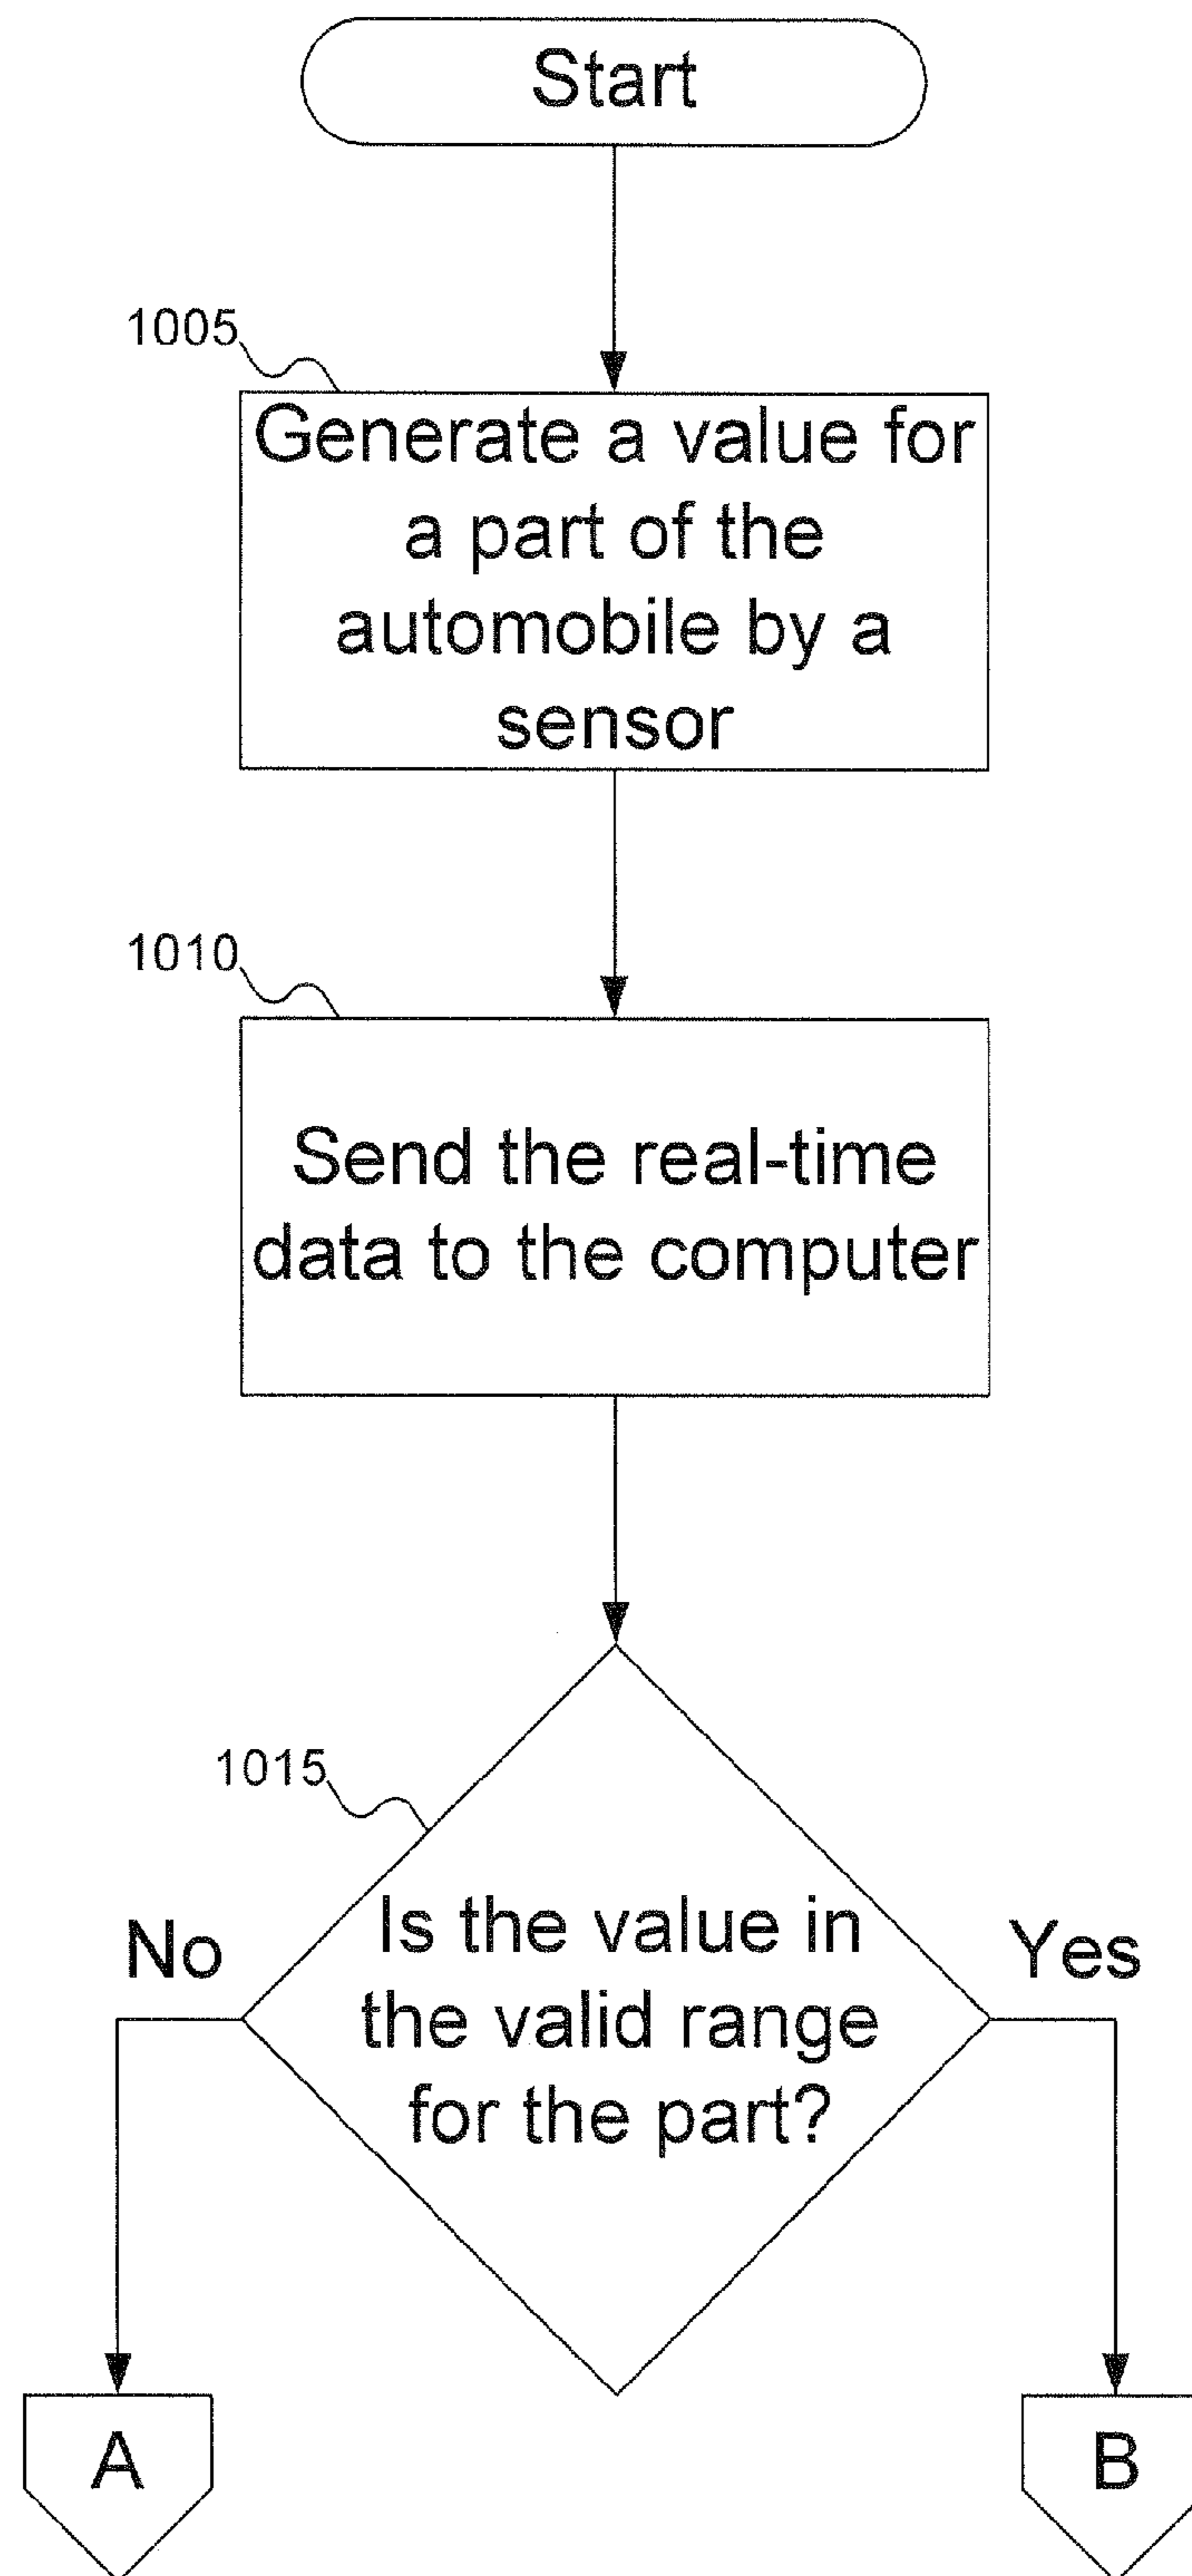 Start
1005
Generate a value for
a part of the
automobile by a
sensor
1010
Send the real-time
data to the computer
1015
Is the value in
the valid range
for the part?
No
Yes
A
B